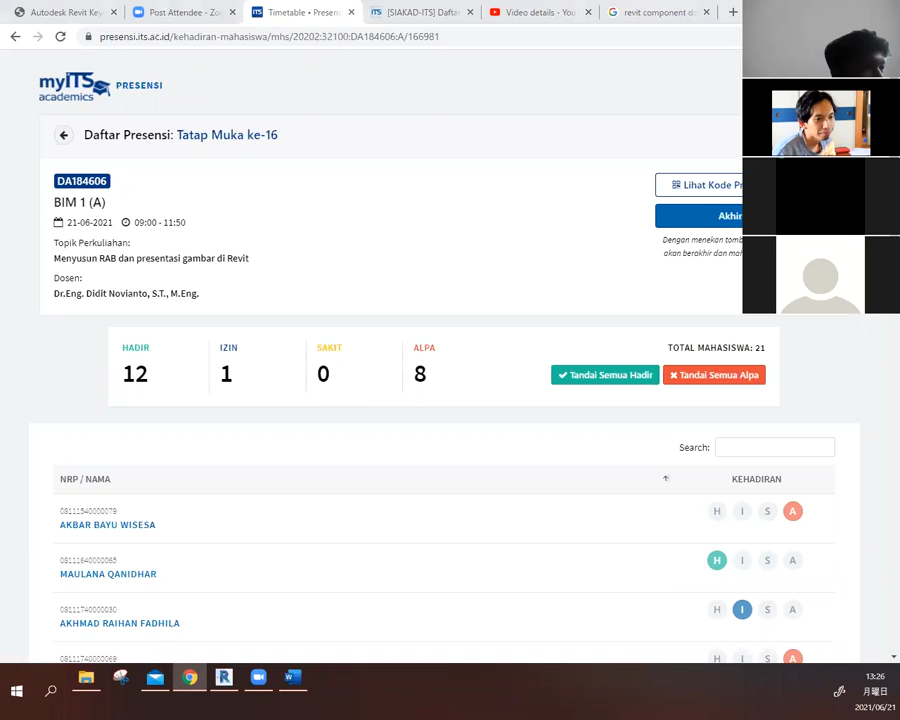 Autodesk Revit Key
Post Attendee - Zo
Timetable • Presen
[SIAKAD-ITS] Dafta
Video details - You
revit component do
presensi.its.ac.id/kehadiran-mahasiswa/mhs/20202:32100:DA184606:A/166981
myITS academics PRESENSI
Daftar Presensi: Tatap Muka ke-16
DA184606
BIM 1 (A)
21-06-2021 09:00 - 11:50
Topik Perkuliahan:
Menyusun RAB dan presentasi gambar di Revit
Dosen:
Dr.Eng. Didit Novianto, S.T., M.Eng.
Lihat Kode Pr
Akhir
Dengan menekan tomb
akan berakhir dan mah
HADIR IZIN SAKIT ALPA TOTAL MAHASISWA: 21
12 1 0 8
Tandai Semua Hadir Tandai Semua Alpa
Search:
NRP / NAMA KEHADIRAN
08111540000079
AKBAR BAYU WISESA H I S A
08111640000065
MAULANA QANIDHAR H I S A
08111740000030
AKHMAD RAIHAN FADHILA H I S A
08111740000069 H I S A
13:26
月曜日
2021/06/21